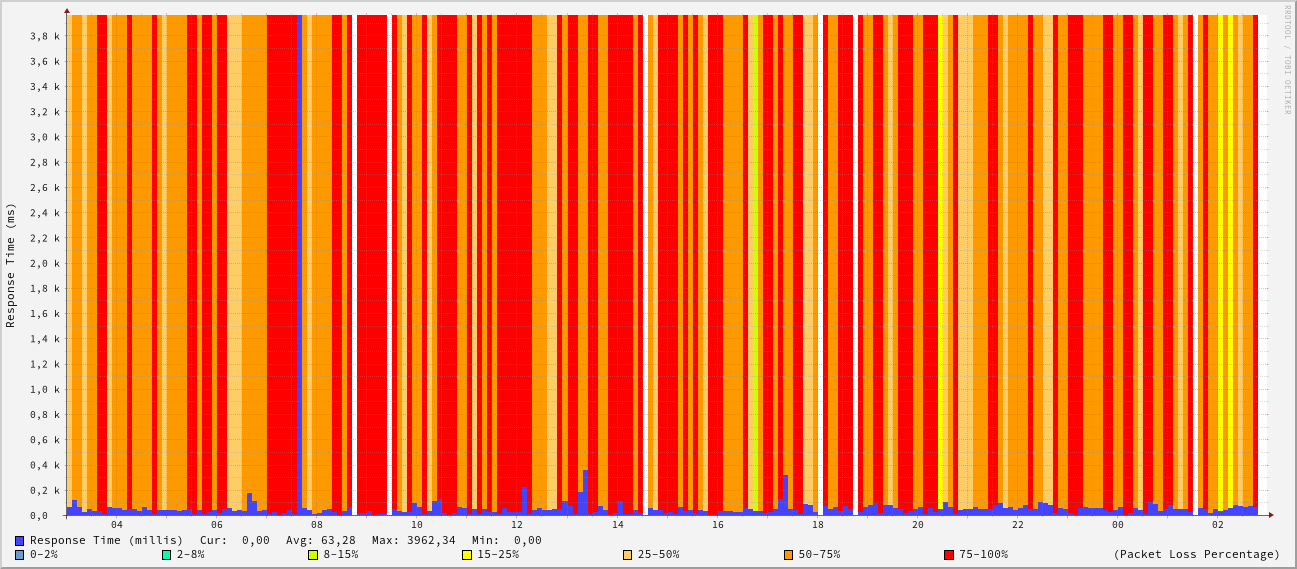 RRDTOOL / TOBI OETIKER
Response Time (ms)
3,8 k
3,6 k
3,4 k
3,2 k
3,0 k
2,8 k
2,6 k
2,4 k
2,2 k
2,0 k
1,8 k
1,6 k
1,4 k
1,2 k
1,0 k
0,8 k
0,6 k
0,4 k
0,2 k
0,0
04 06 08 10 12 14 16 18 20 22 00 02
Response Time (millis) Cur: 0,00 Avg: 63,28 Max: 3962,34 Min: 0,00
0-2% 2-8% 8-15% 15-25% 25-50% 50-75% 75-100% (Packet Loss Percentage)